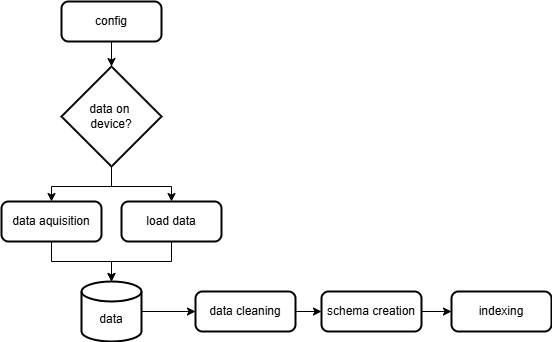 config
data on
device?
data aquisition
load data
data
data cleaning
schema creation
indexing